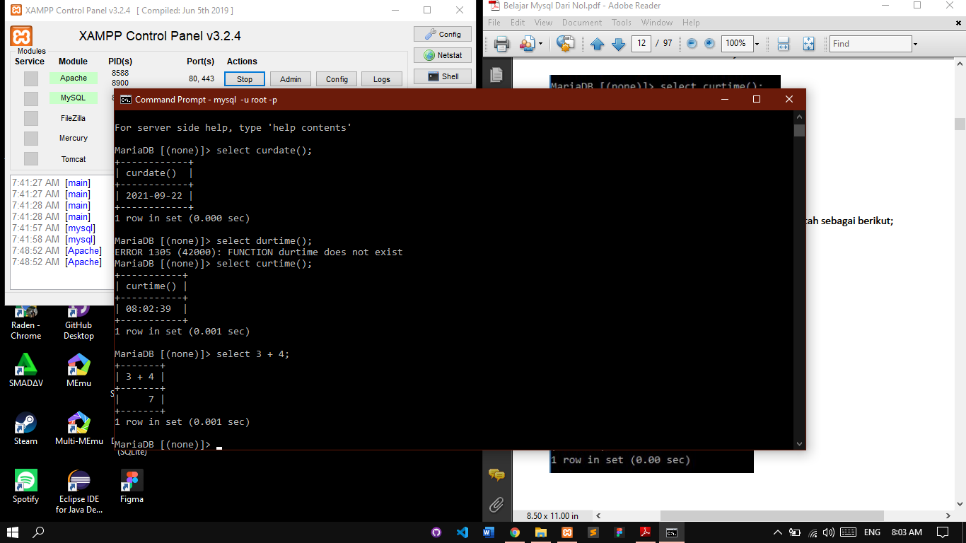 XAMPP Control Panel v3.2.4 [ Compiled: Jun 5th 2019 ]
XAMPP Control Panel v3.2.4
Config
Netstat
Shell
Modules
Service Module PID(s) Port(s) Actions
Apache 8588 8900 80, 443 Stop Admin Config Logs
MySQL
FileZilla
Mercury
Tomcat
7:41:27 AM [main]
7:41:27 AM [main]
7:41:28 AM [main]
7:41:28 AM [main]
7:41:57 AM [mysql]
7:41:58 AM [mysql]
7:48:52 AM [Apache]
7:48:52 AM [Apache]
Belajar Mysql Dari Nol.pdf - Adobe Reader
File Edit View Document Tools Window Help
12 / 97 100% Find
MariaDB [(none)]> select curtime();
tah sebagai berikut;
1 row in set (0.00 sec)
8.50 x 11.00 in
Command Prompt - mysql -u root -p
For server side help, type 'help contents'
MariaDB [(none)]> select curdate();
+------------+
| curdate()  |
+------------+
| 2021-09-22 |
+------------+
1 row in set (0.000 sec)
MariaDB [(none)]> select durtime();
ERROR 1305 (42000): FUNCTION durtime does not exist
MariaDB [(none)]> select curtime();
+-----------+
| curtime() |
+-----------+
| 08:02:39  |
+-----------+
1 row in set (0.001 sec)
MariaDB [(none)]> select 3 + 4;
+-------+
| 3 + 4 |
+-------+
|     7 |
+-------+
1 row in set (0.001 sec)
MariaDB [(none)]>
Raden - Chrome
GitHub Desktop
SMADΔV
MEmu
Steam
Multi-MEmu
(SQLite)
Spotify
Eclipse IDE for Java De...
Figma
ENG 8:03 AM